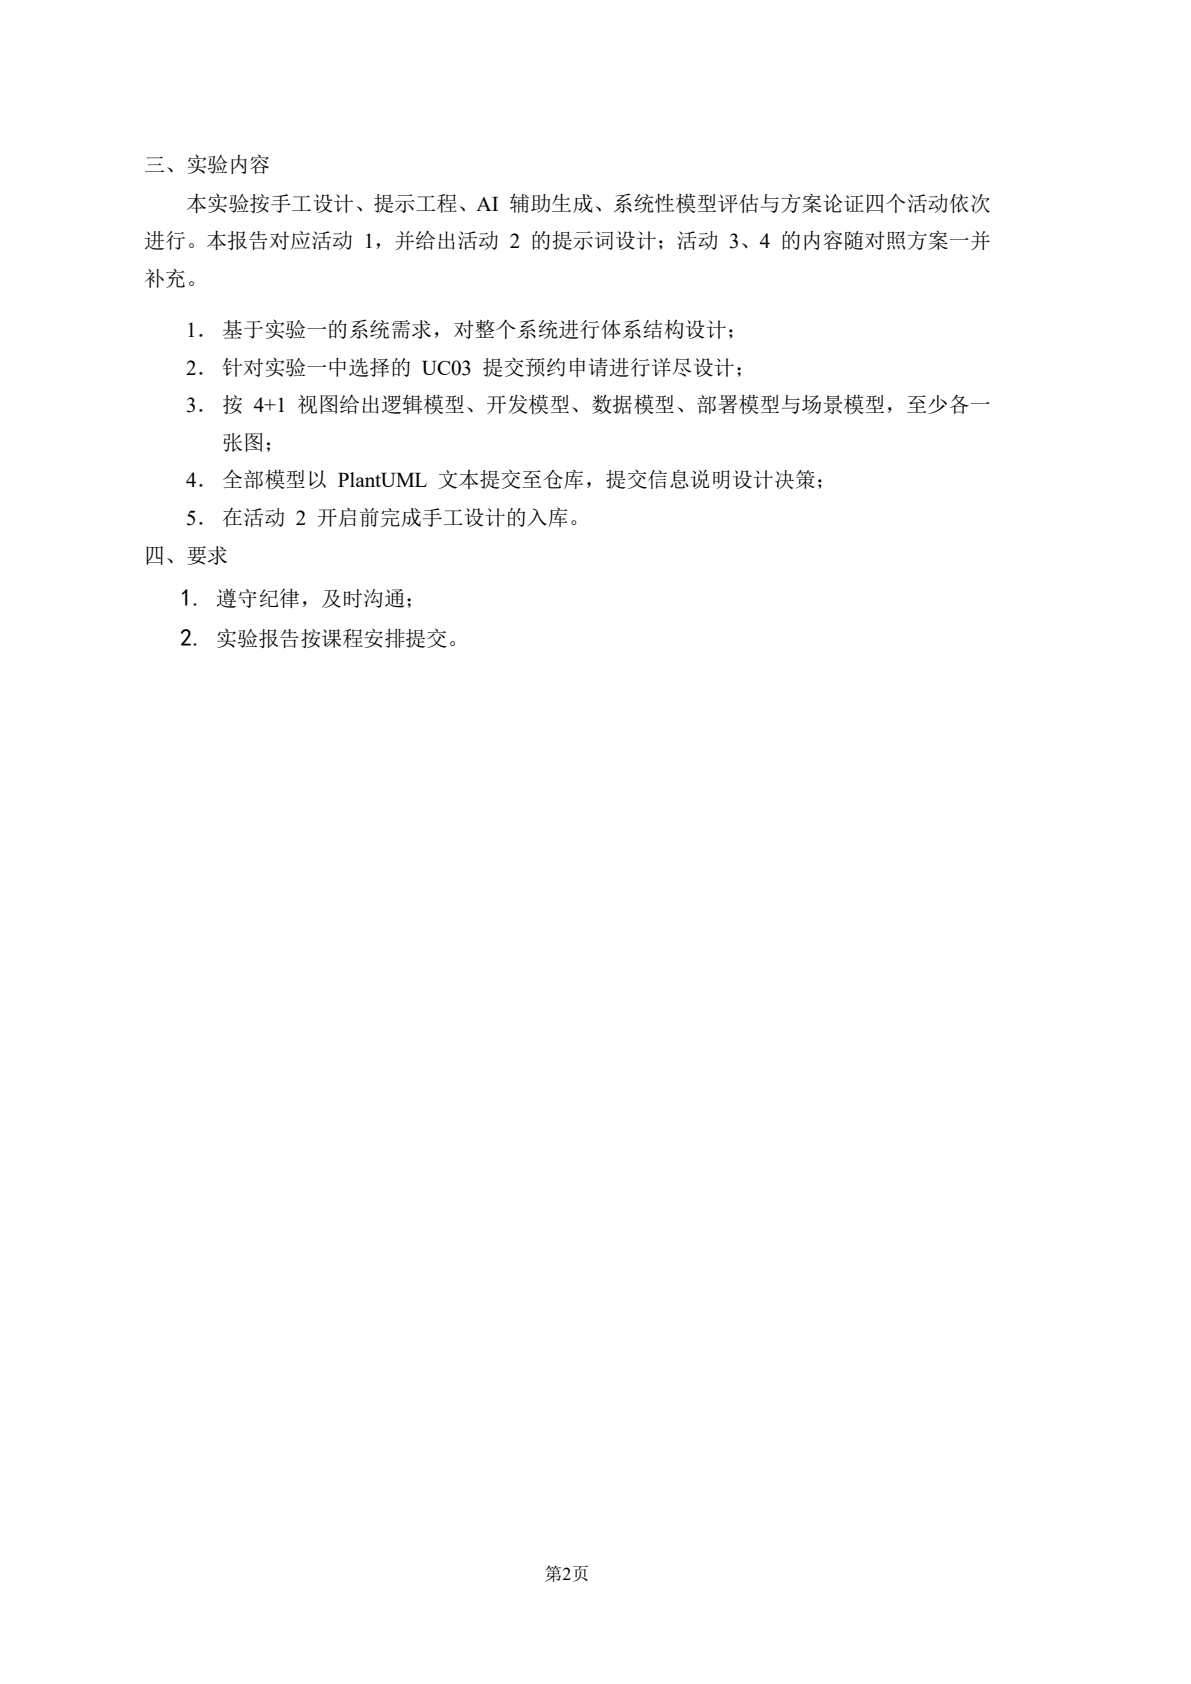 三、实验内容
本实验按手工设计、提示工程、AI 辅助生成、系统性模型评估与方案论证四个活动依次
进行。本报告对应活动 1，并给出活动 2 的提示词设计；活动 3、4 的内容随对照方案一并
补充。
1． 基于实验一的系统需求，对整个系统进行体系结构设计；
2． 针对实验一中选择的 UC03 提交预约申请进行详尽设计；
3． 按 4+1 视图给出逻辑模型、开发模型、数据模型、部署模型与场景模型，至少各一
张图；
4． 全部模型以 PlantUML 文本提交至仓库，提交信息说明设计决策；
5． 在活动 2 开启前完成手工设计的入库。
四、要求
1. 遵守纪律，及时沟通；
2. 实验报告按课程安排提交。
第2页